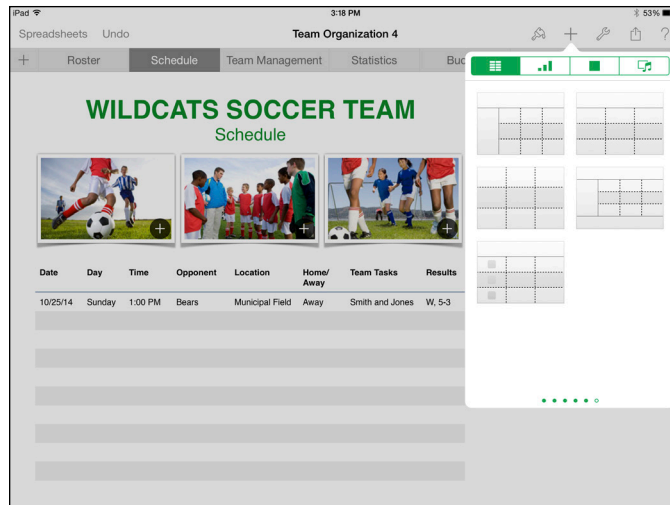 iPad 3:18 PM 53%
Spreadsheets Undo Team Organization 4 ?
+ Roster Schedule Team Management Statistics
WILDCATS SOCCER TEAM
Schedule
Date Day Time Opponent Location Home/ Team Tasks Results
Away
10/25/14 Sunday 1:00 PM Bears Municipal Field Away Smith and Jones W, 5-3